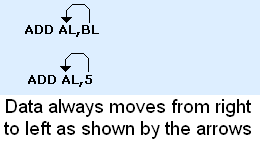 ADD AL,BL
ADD AL,5
Data always moves from right
to left as shown by the arrows